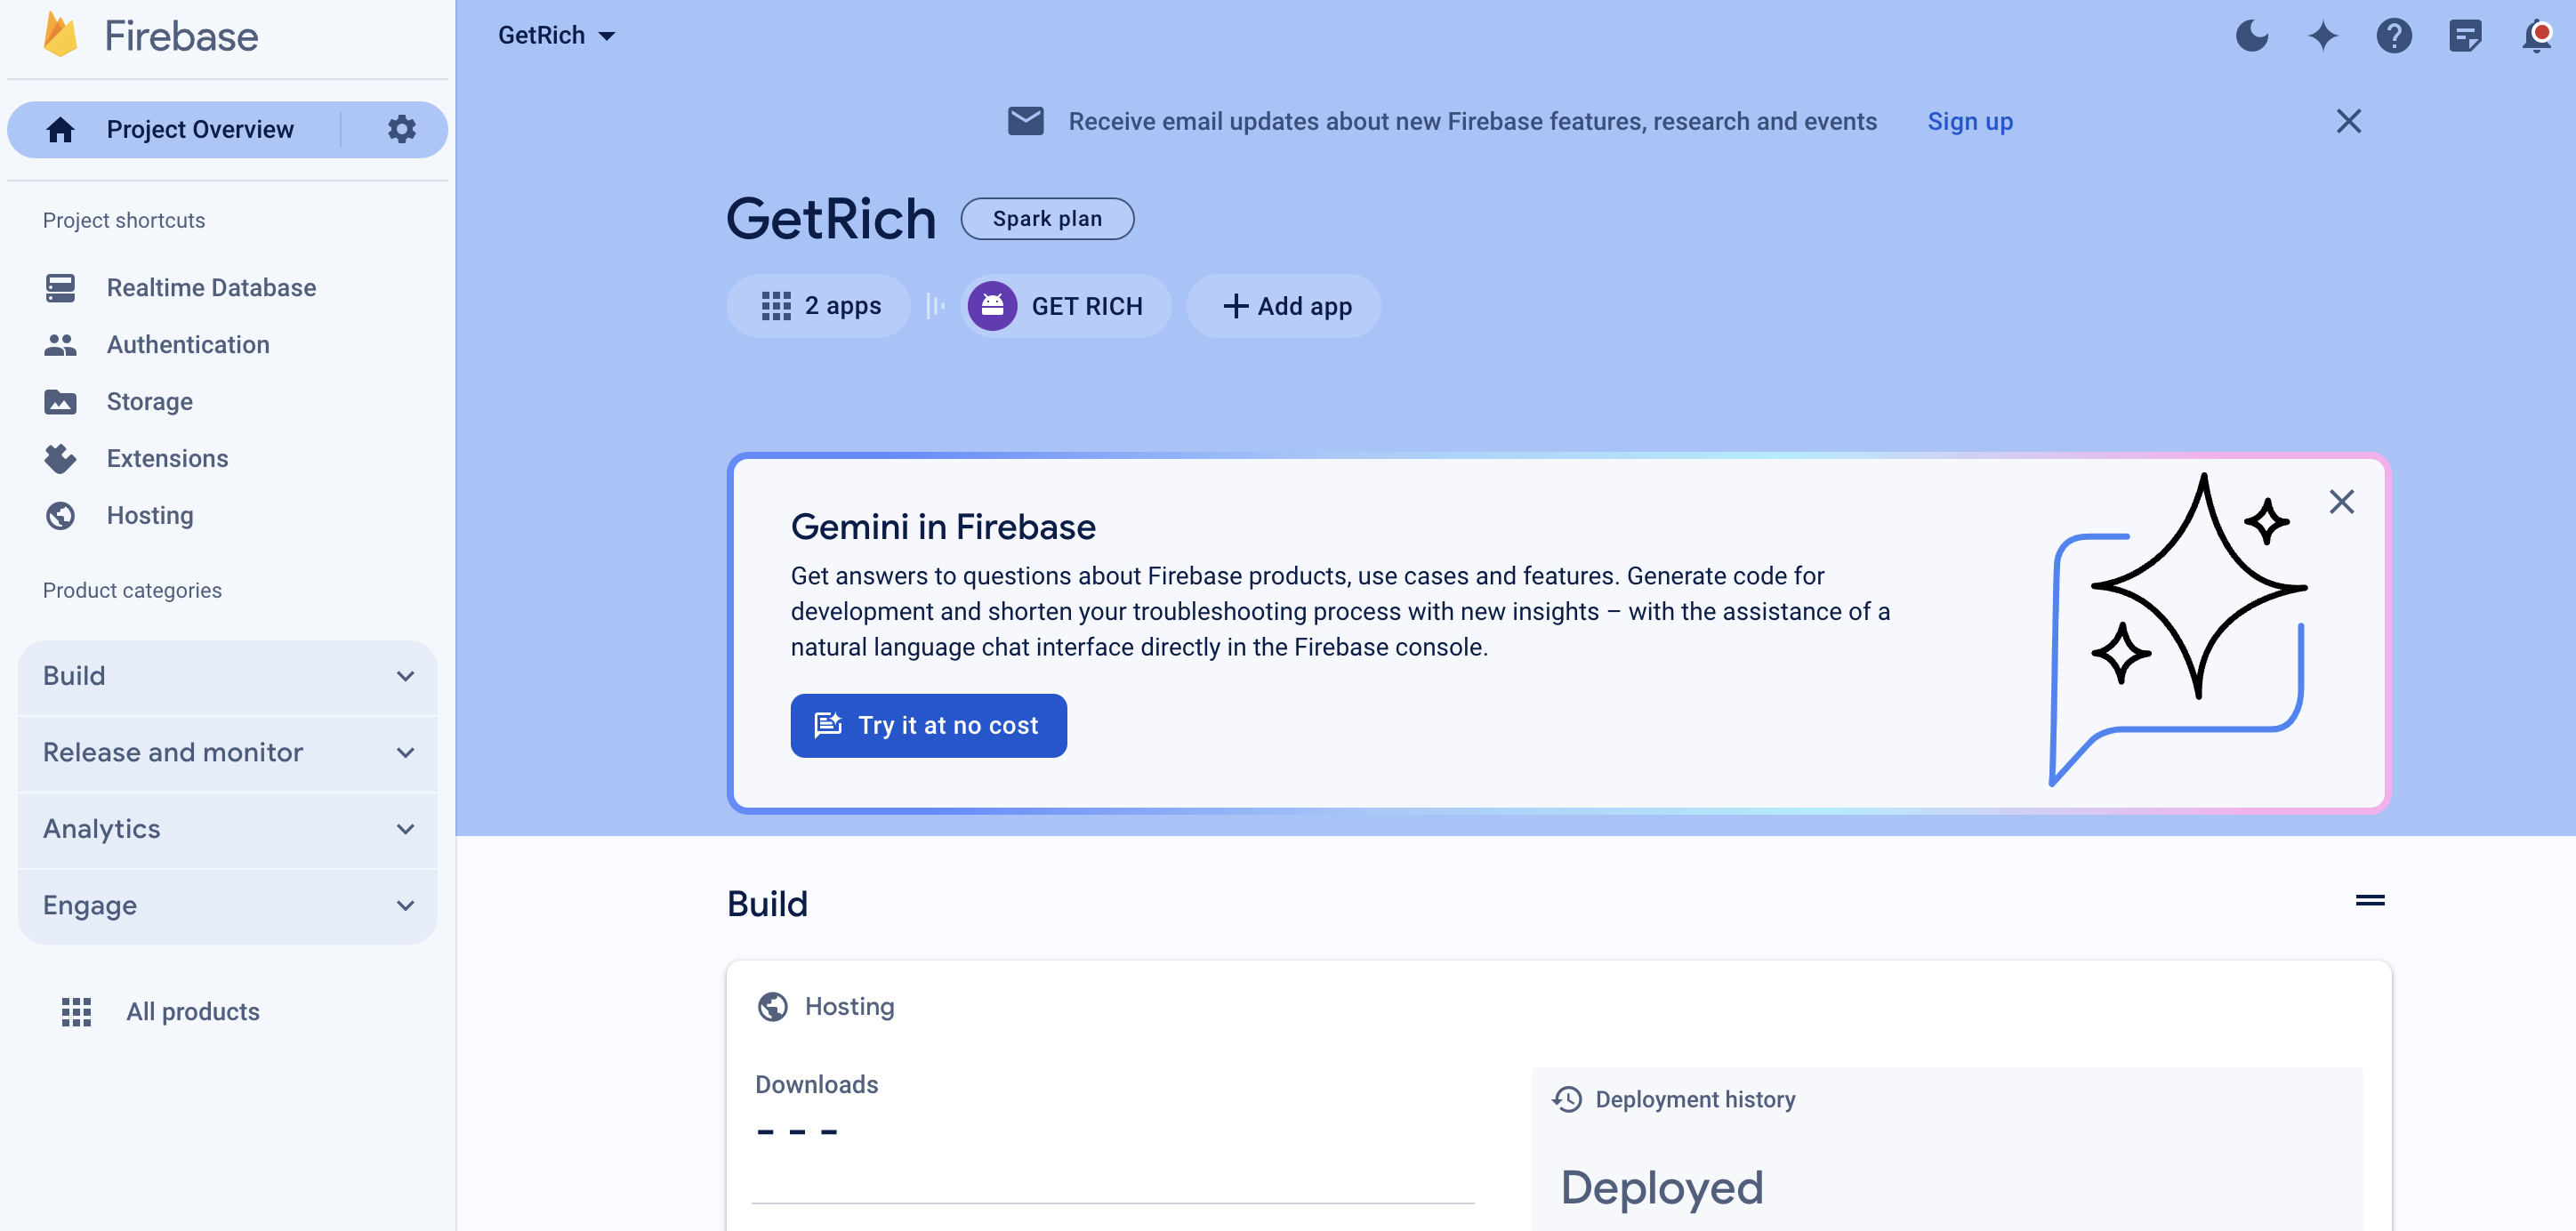 Firebase
Project Overview
Project shortcuts
Realtime Database
Authentication
Storage
Extensions
Hosting
Product categories
Build
Release and monitor
Analytics
Engage
All products
GetRich
Receive email updates about new Firebase features, research and events Sign up
GetRich Spark plan
2 apps GET RICH Add app
Gemini in Firebase
Get answers to questions about Firebase products, use cases and features. Generate code for
development and shorten your troubleshooting process with new insights – with the assistance of a
natural language chat interface directly in the Firebase console.
Try it at no cost
Build
Hosting
Downloads
- - -
Deployment history
Deployed